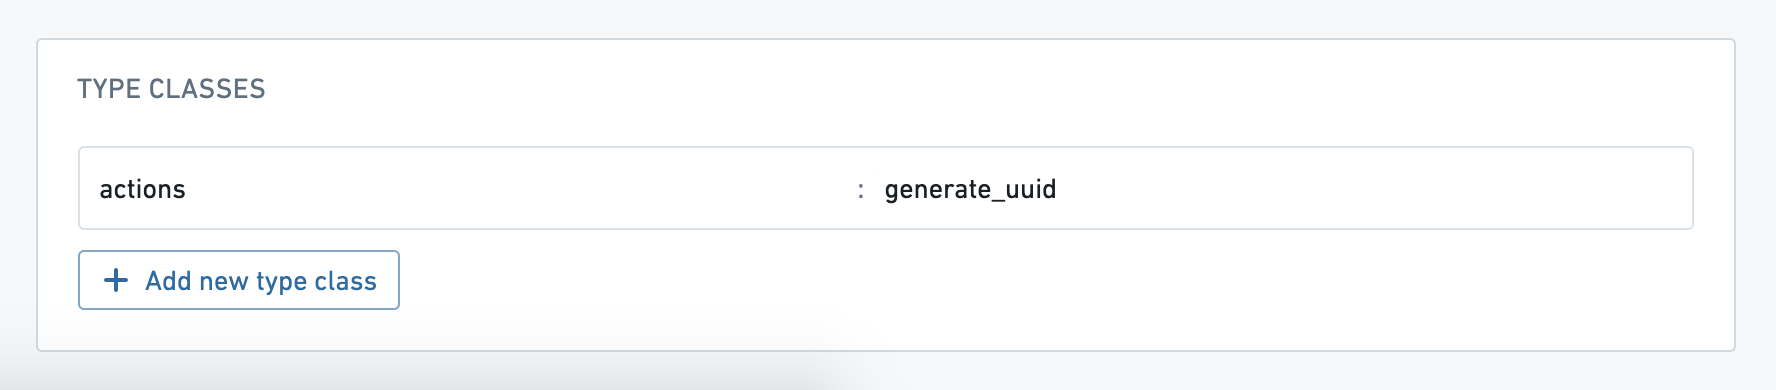 TYPE CLASSES
actions : generate_uuid
Add new type class